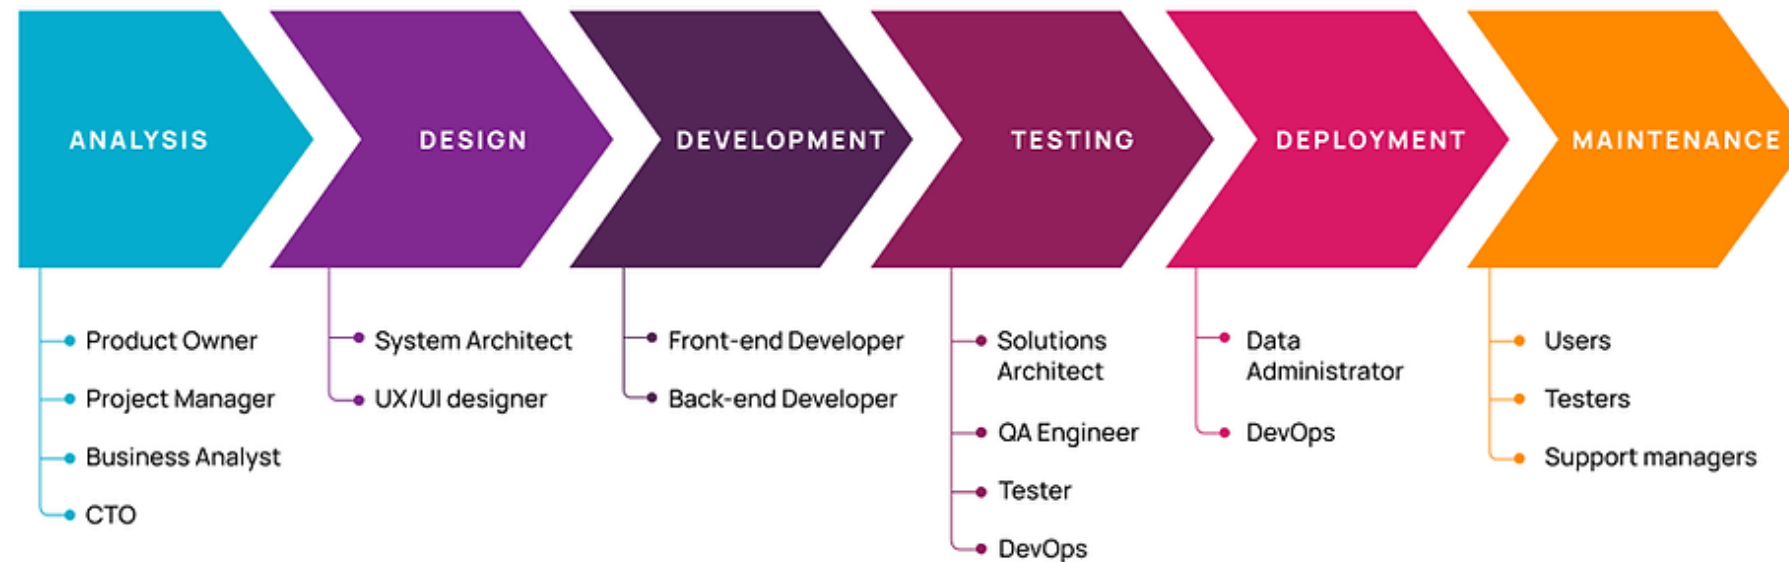 ANALYSIS
DESIGN
DEVELOPMENT
TESTING
DEPLOYMENT
MAINTENANCE
Product Owner
Project Manager
Business Analyst
CTO
System Architect
UX/UI designer
Front-end Developer
Back-end Developer
Solutions
Architect
QA Engineer
Tester
DevOps
Data
Administrator
DevOps
Users
Testers
Support managers